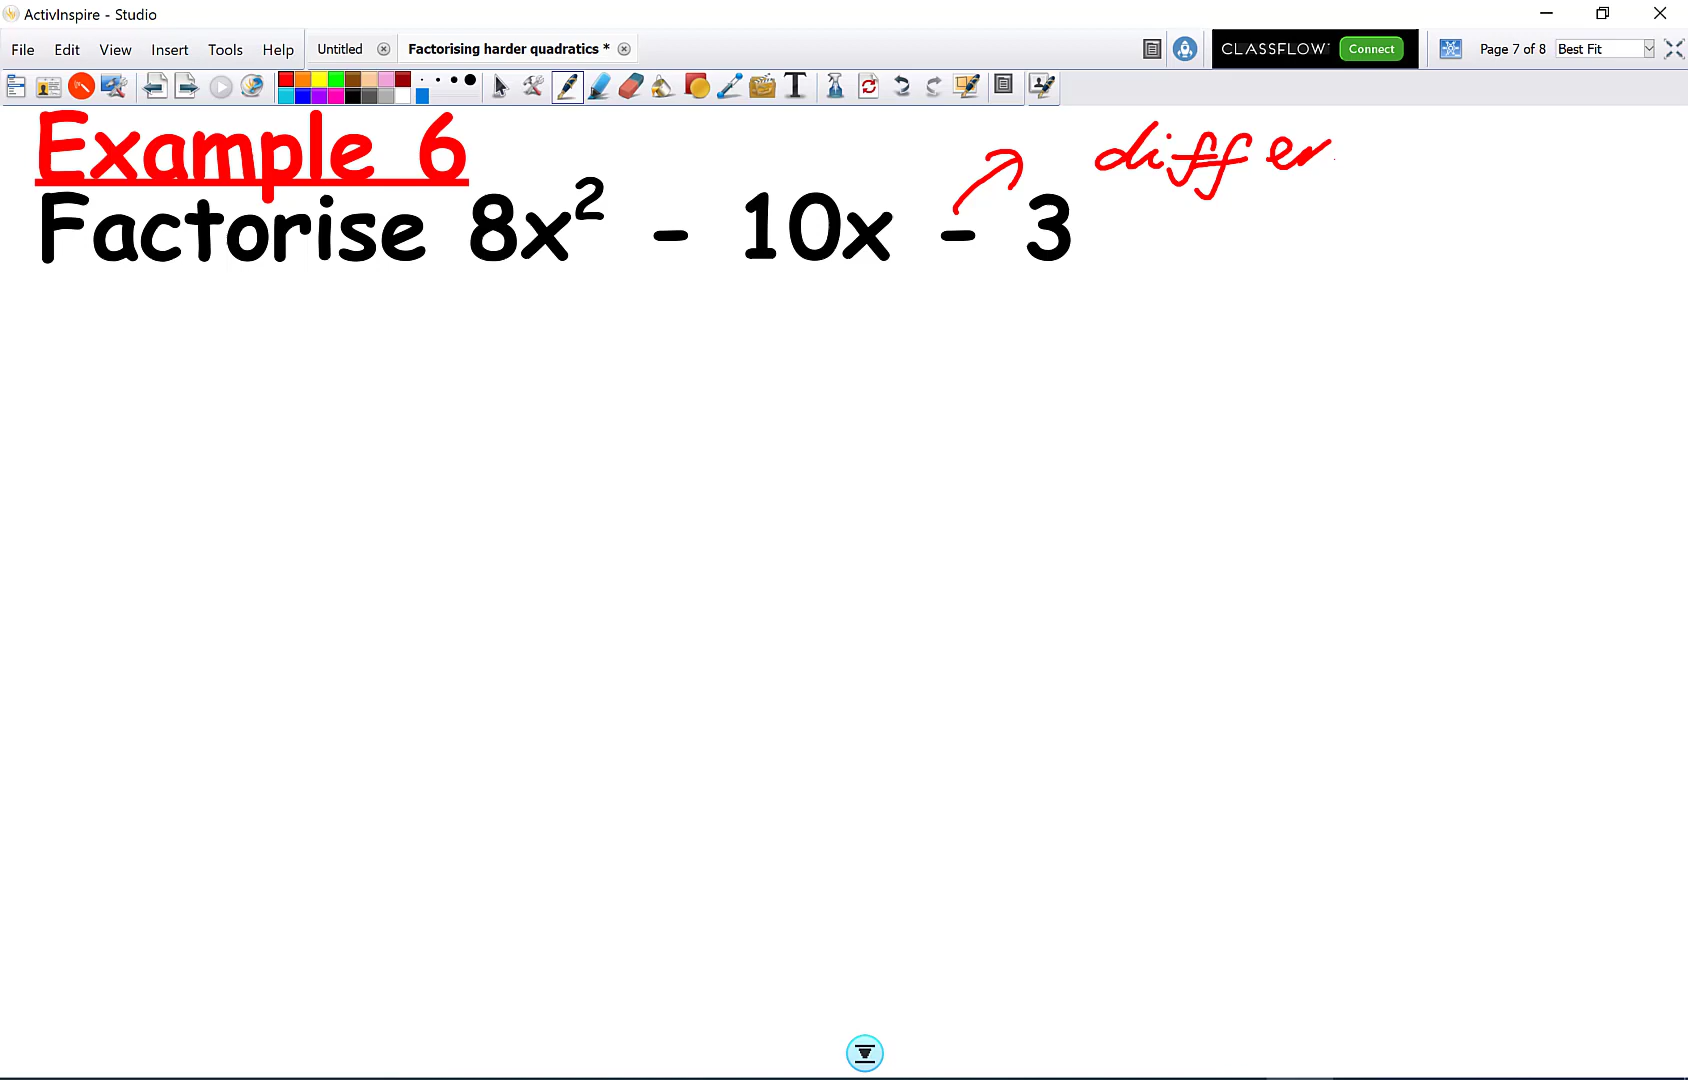 ActivInspire - Studio
File Edit View Insert Tools Help Untitled Factorising harder quadratics * CLASSFLOW Connect Page 7 of 8 Best Fit
T
Example 6 differ
Factorise 8x² - 10x - 3